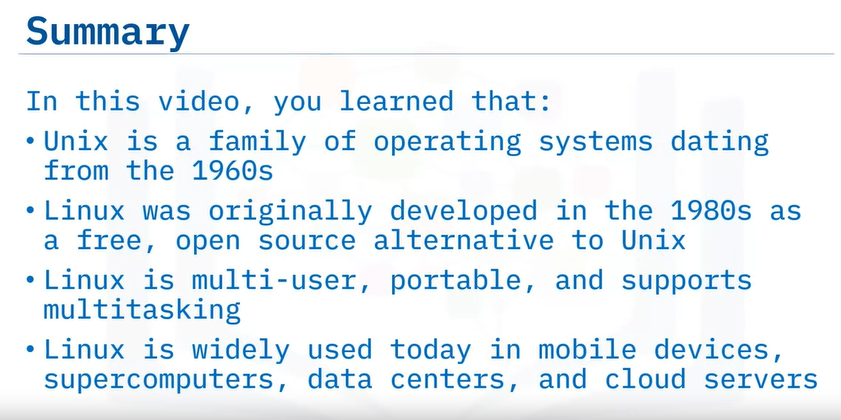 Summary
In this video, you learned that:
• Unix is a family of operating systems dating
from the 1960s
• Linux was originally developed in the 1980s as
a free, open source alternative to Unix
• Linux is multi-user, portable, and supports
multitasking
• Linux is widely used today in mobile devices,
supercomputers, data centers, and cloud servers